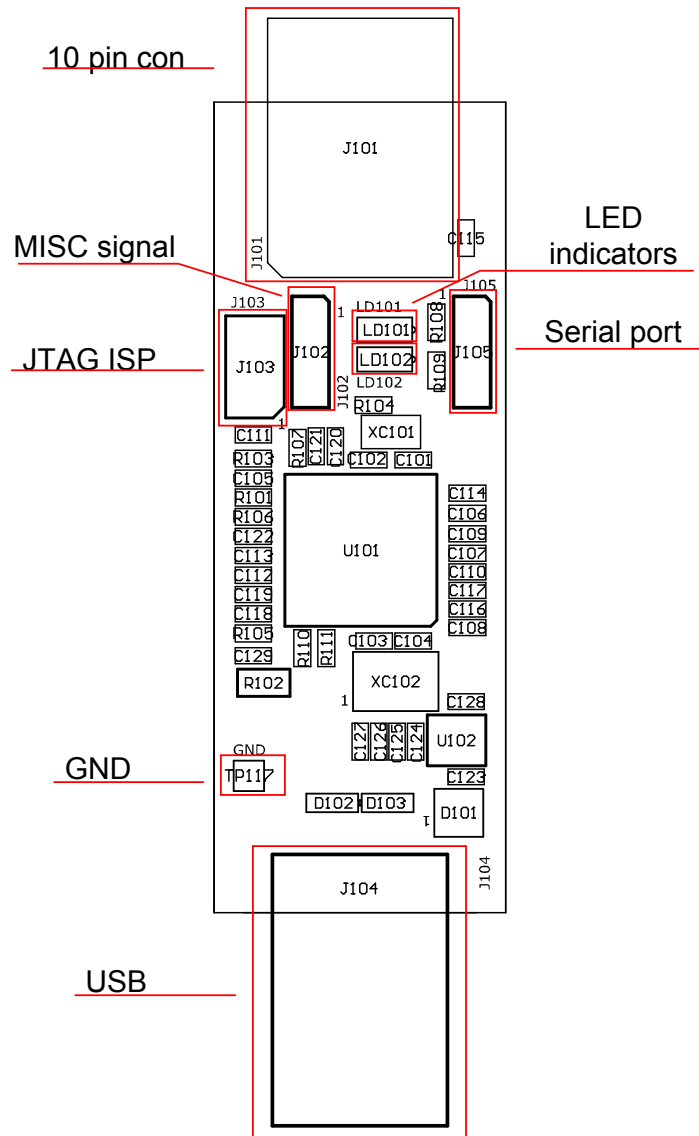 10 pin con
J101
J101
C115
LED
indicators
MISC signal
J103
1
LD101
1
J105
LD101
R108
Serial port
J103
J102
J105
JTAG ISP
LD102
R109
LD102
J102
R104
1
C111
R107
C121
C120
XC101
R103
C102
C101
C105
R101
C114
R106
C106
C122
C109
C113
U101
C107
C112
C110
C119
C117
C118
C116
R105
C108
R110
R111
C103
C104
C129
R102
XC102
1
C128
C127
C126
C125
C124
U102
GND
GND
TP117
C123
D102
D103
D101
1
J104
J104
USB